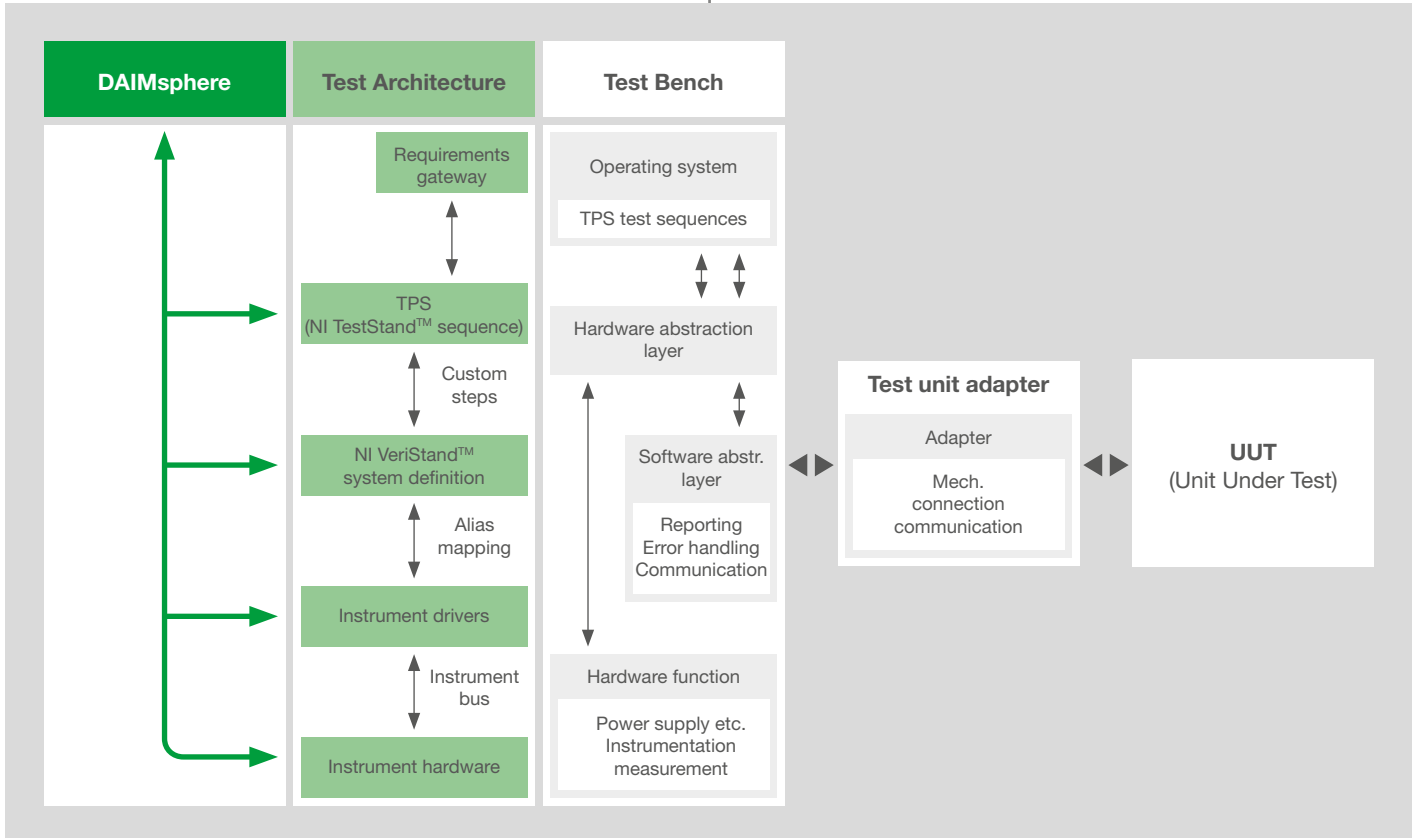 DAIMsphere
Test Architecture
Requirements
gateway
TPS
(NI TestStand™ sequence)
Custom
steps
NI VeriStand™
system definition
Alias
mapping
Instrument drivers
Instrument
bus
Instrument hardware
Test Bench
Operating system
TPS test sequences
Hardware abstraction
layer
Software abstr.
layer
Reporting
Error handling
Communication
Hardware function
Power supply etc.
Instrumentation
measurement
Test unit adapter
Adapter
Mech.
connection
communication
UUT
(Unit Under Test)